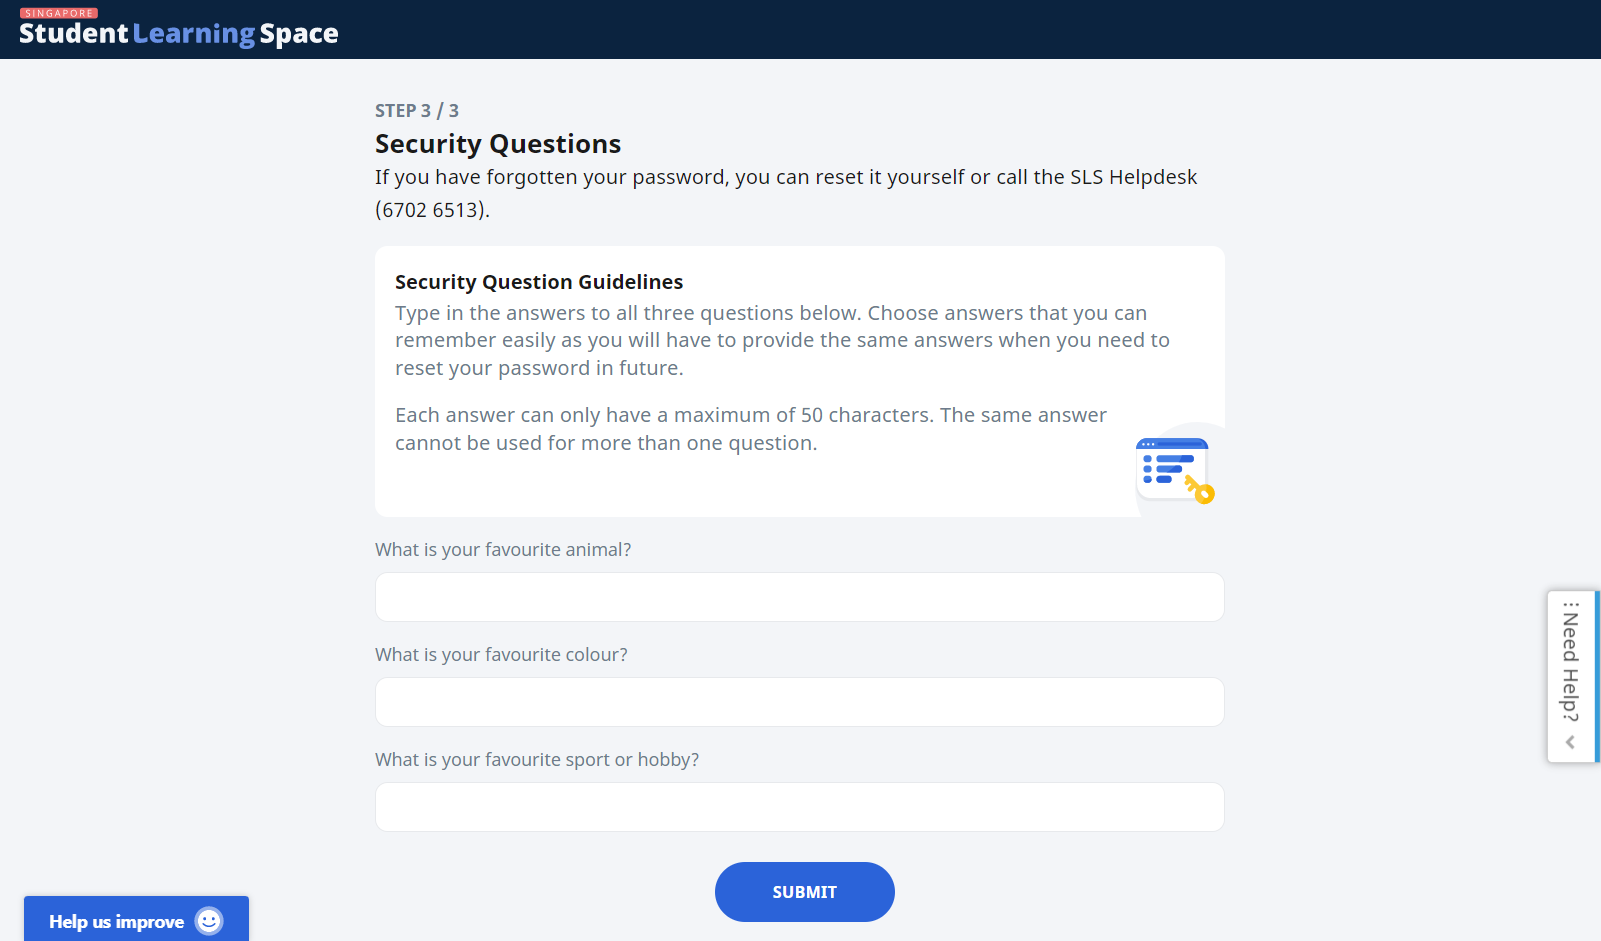 SINGAPORE
Student Learning Space
STEP 3 / 3
Security Questions
If you have forgotten your password, you can reset it yourself or call the SLS Helpdesk
(6702 6513).
Security Question Guidelines
Type in the answers to all three questions below. Choose answers that you can
remember easily as you will have to provide the same answers when you need to
reset your password in future.
Each answer can only have a maximum of 50 characters. The same answer
cannot be used for more than one question.
What is your favourite animal?
What is your favourite colour?
What is your favourite sport or hobby?
SUBMIT
Need Help?
Help us improve